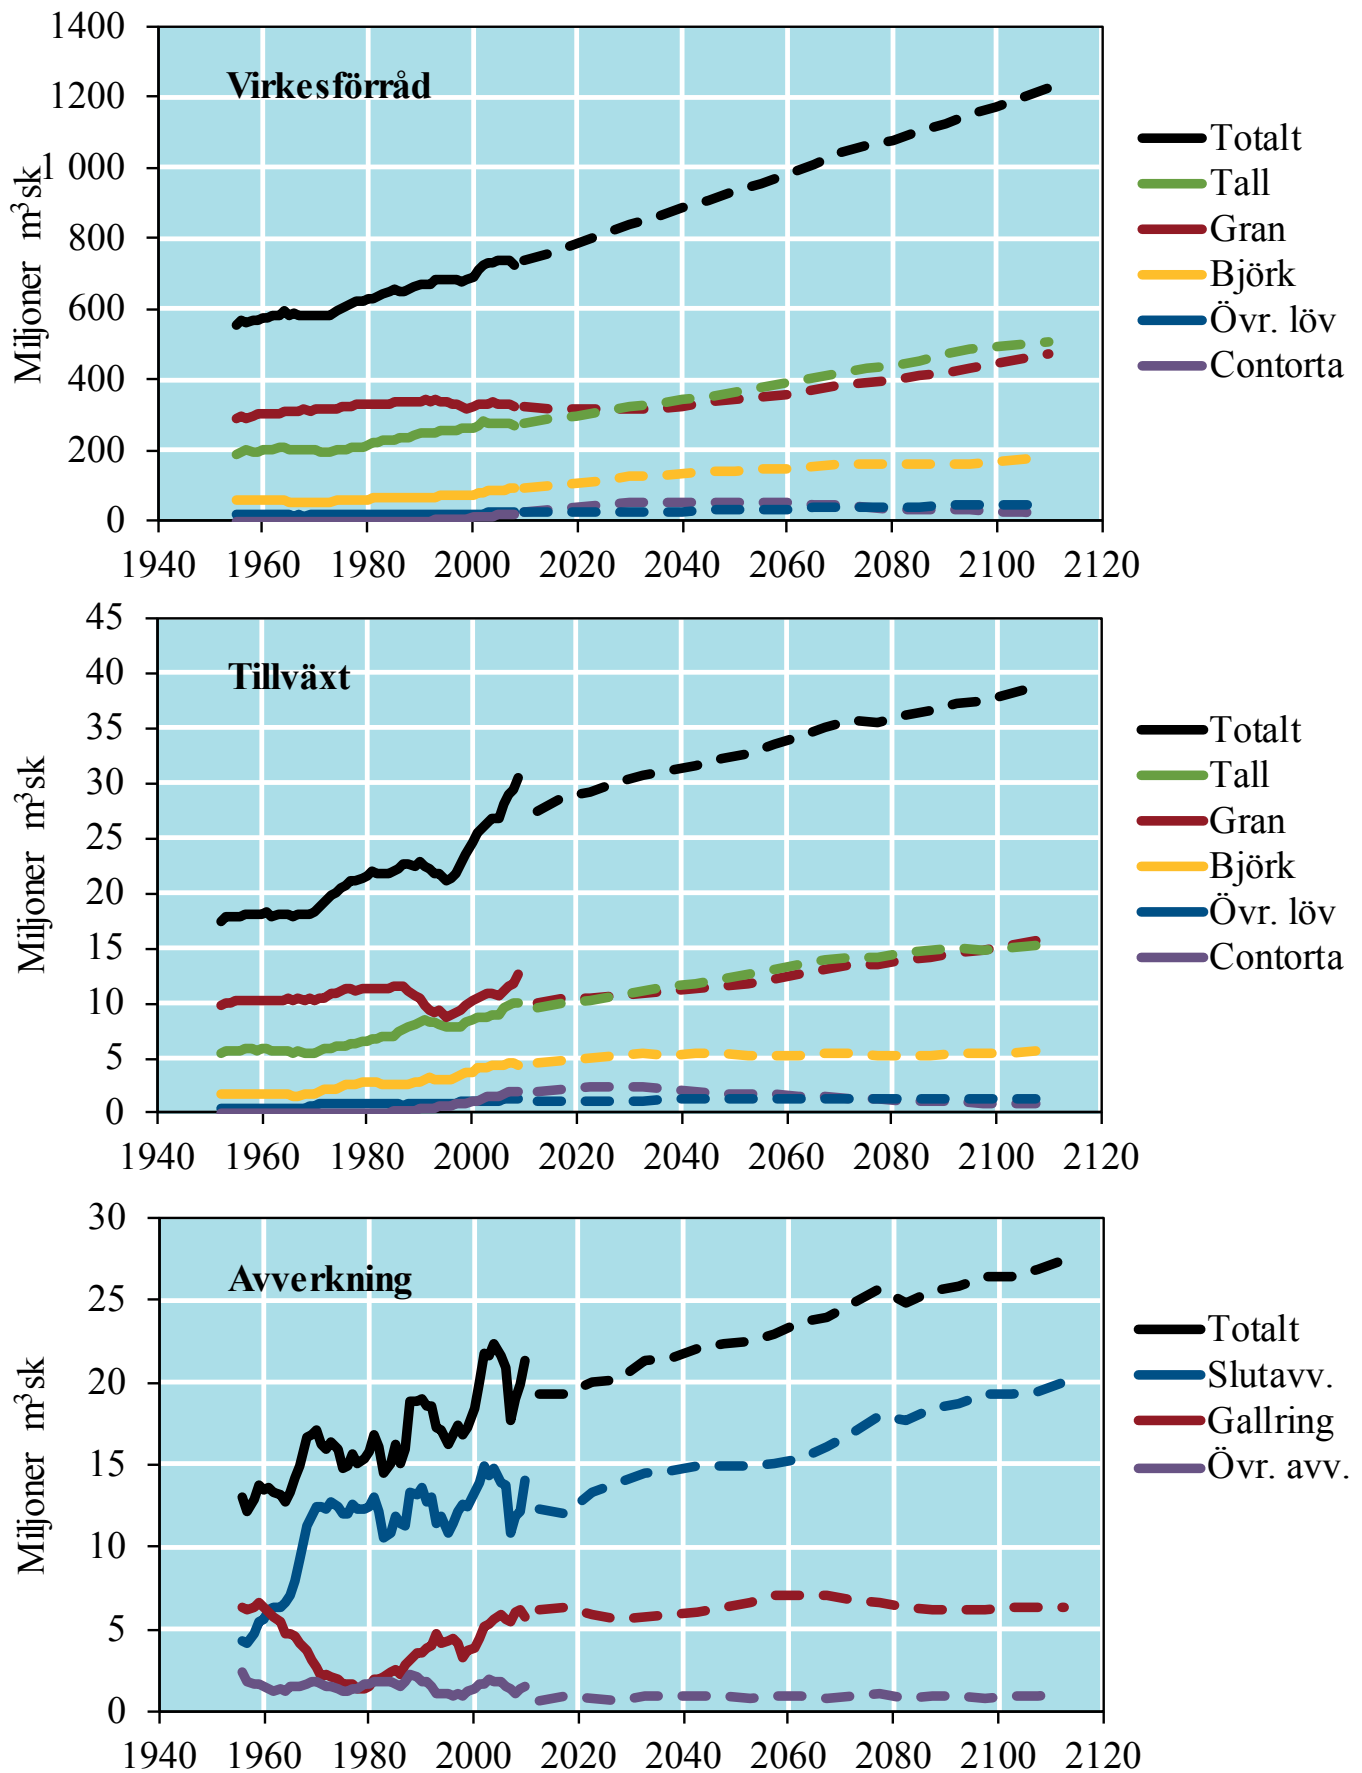 1400
1200
1 000
800
600
400
200
0
Miljoner m³sk
Virkesförråd
1940 1960 1980 2000 2020 2040 2060 2080 2100 2120
Totalt
Tall
Gran
Björk
Övr. löv
Contorta
45
40
35
30
25
20
15
10
5
0
Miljoner m³sk
Tillväxt
1940 1960 1980 2000 2020 2040 2060 2080 2100 2120
Totalt
Tall
Gran
Björk
Övr. löv
Contorta
30
25
20
15
10
5
0
Miljoner m³sk
Avverkning
1940 1960 1980 2000 2020 2040 2060 2080 2100 2120
Totalt
Slutavv.
Gallring
Övr. avv.